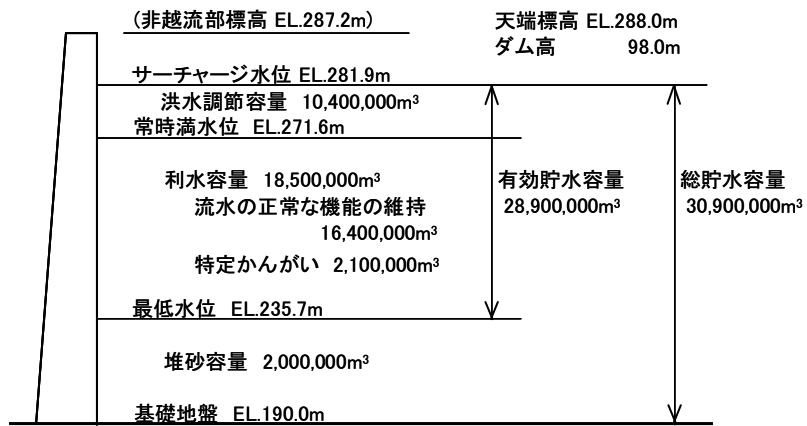 (非越流部標高 EL.287.2m)
天端標高 EL.288.0m
ダム高 98.0m
サーチャージ水位 EL.281.9m
洪水調節容量 10,400,000m³
常時満水位 EL.271.6m
利水容量 18,500,000m³
流水の正常な機能の維持
16,400,000m³
特定かんがい 2,100,000m³
有効貯水容量
28,900,000m³
総貯水容量
30,900,000m³
最低水位 EL.235.7m
堆砂容量 2,000,000m³
基礎地盤 EL.190.0m